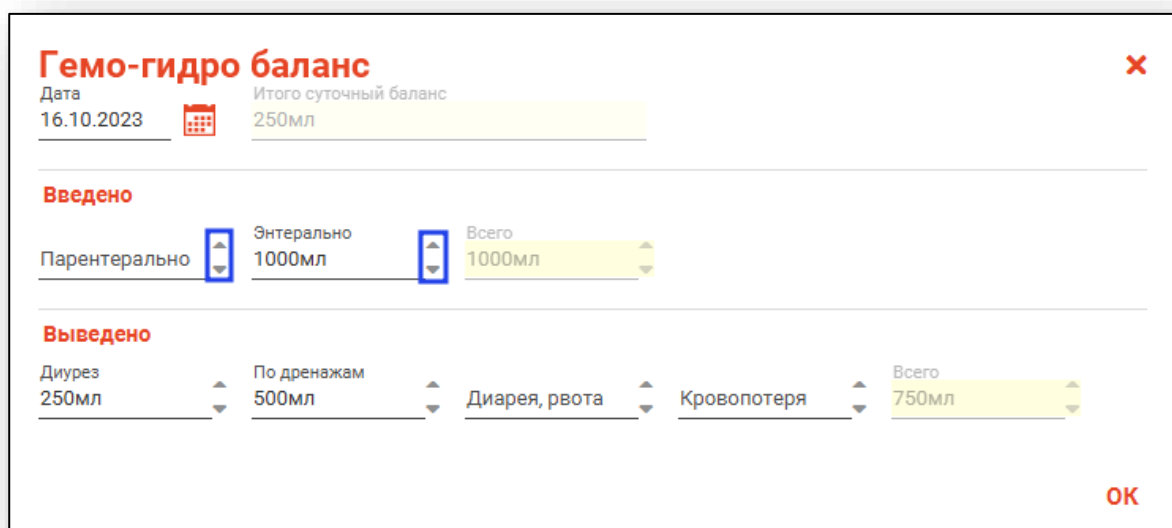 Гемо-гидро баланс
Дата
Итого суточный баланс
16.10.2023
250мл
Введено
Энтерально
Всего
Парентерально
1000мл
1000мл
Выведено
Диурез
По дренажам
Всего
250мл
500мл
Диарея, рвота
Кровопотеря
750мл
ОК